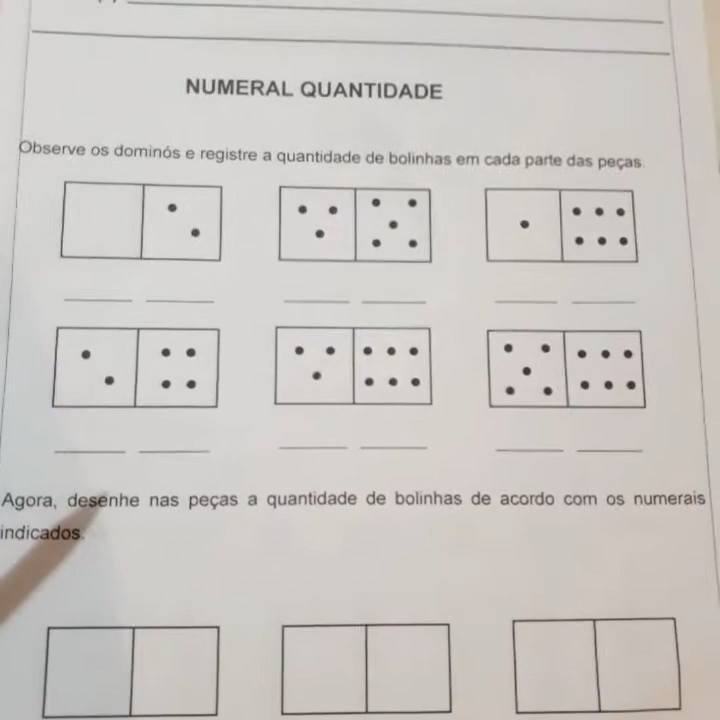 NUMERAL QUANTIDADE
Observe os dominós e registre a quantidade de bolinhas em cada parte das peças
Agora, desenhe nas peças a quantidade de bolinhas de acordo com os numerais
indicados.